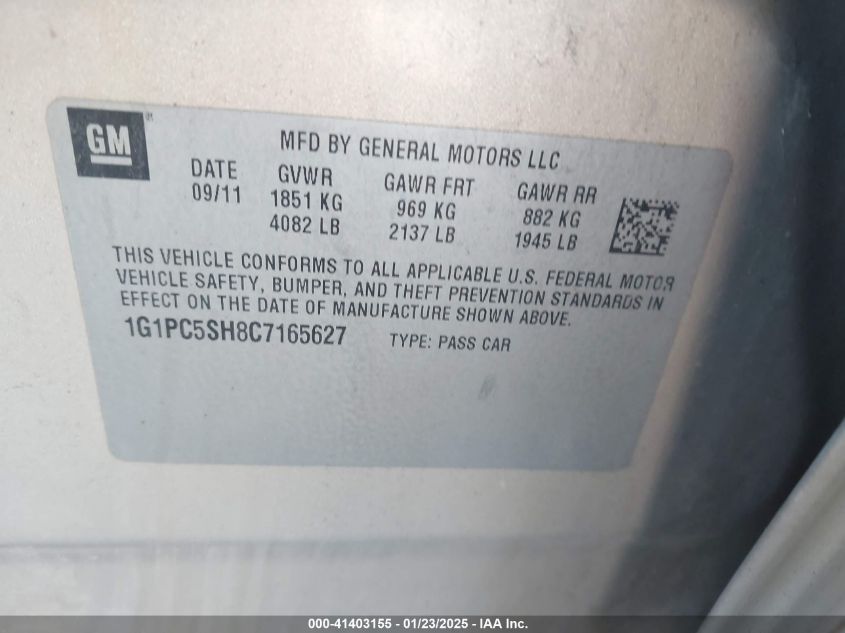 GM
MFD BY GENERAL MOTORS LLC
DATE GVWR GAWR FRT GAWR RR
09/11 1851 KG 969 KG 882 KG
4082 LB 2137 LB 1945 LB
THIS VEHICLE CONFORMS TO ALL APPLICABLE U.S. FEDERAL MOTOR
VEHICLE SAFETY, BUMPER, AND THEFT PREVENTION STANDARDS IN
EFFECT ON THE DATE OF MANUFACTURE SHOWN ABOVE.
1G1PC5SH8C7165627 TYPE: PASS CAR
000-41403155 - 01/23/2025 - IAA Inc.